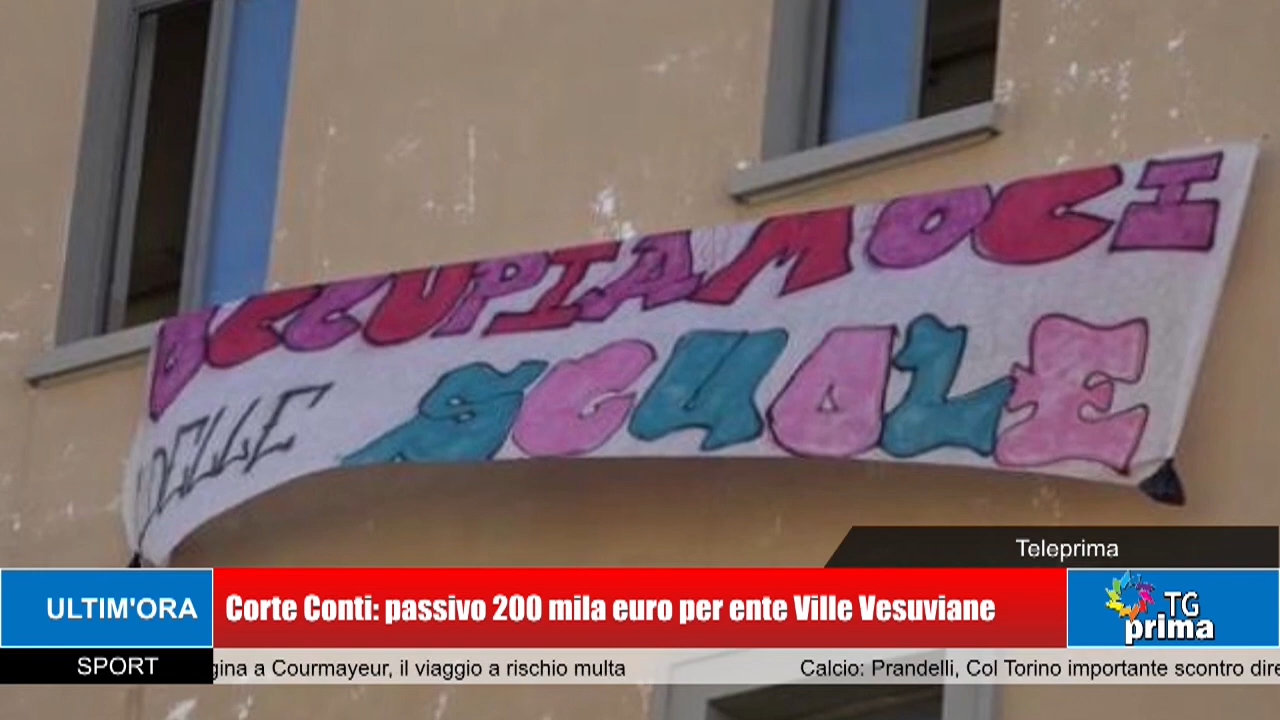 OCCUPIAMOCI
DELLE SCUOLE
Teleprima
ULTIM'ORA
Corte Conti: passivo 200 mila euro per ente Ville Vesuviane
TG
prima
SPORT
gina a Courmayeur, il viaggio a rischio multa
Calcio: Prandelli, Col Torino importante scontro dire